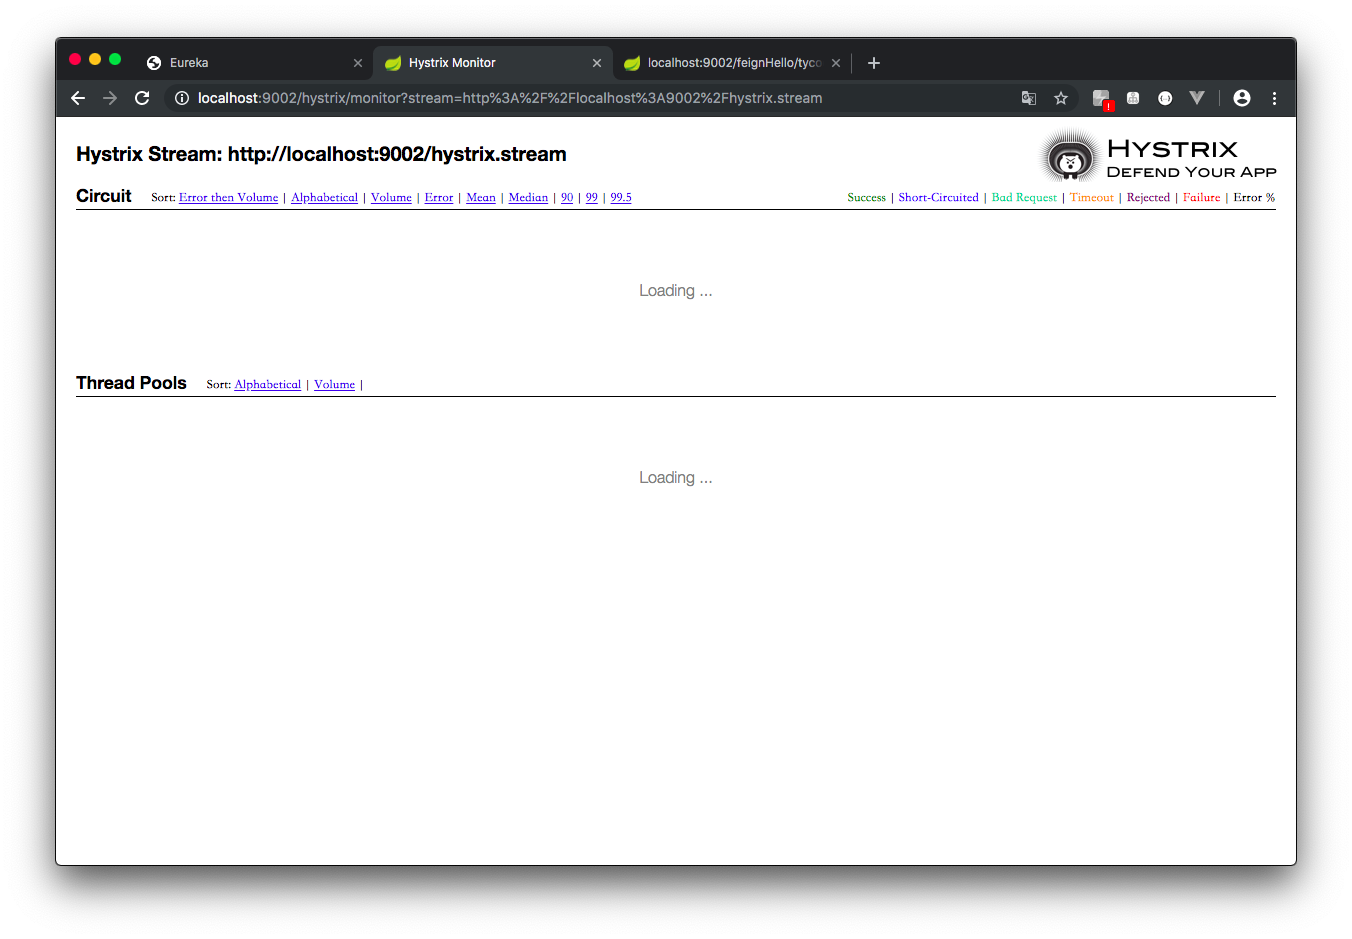 Eureka
Hystrix Monitor
localhost:9002/feignHello/tyco
localhost:9002/hystrix/monitor?stream=http%3A%2F%2Flocalhost%3A9002%2Fhystrix.stream
Hystrix Stream: http://localhost:9002/hystrix.stream
HYSTRIX
DEFEND YOUR APP
Circuit Sort: Error then Volume | Alphabetical | Volume | Error | Mean | Median | 90 | 99 | 99.5
Success | Short-Circuited | Bad Request | Timeout | Rejected | Failure | Error %
Loading ...
Thread Pools Sort: Alphabetical | Volume |
Loading ...